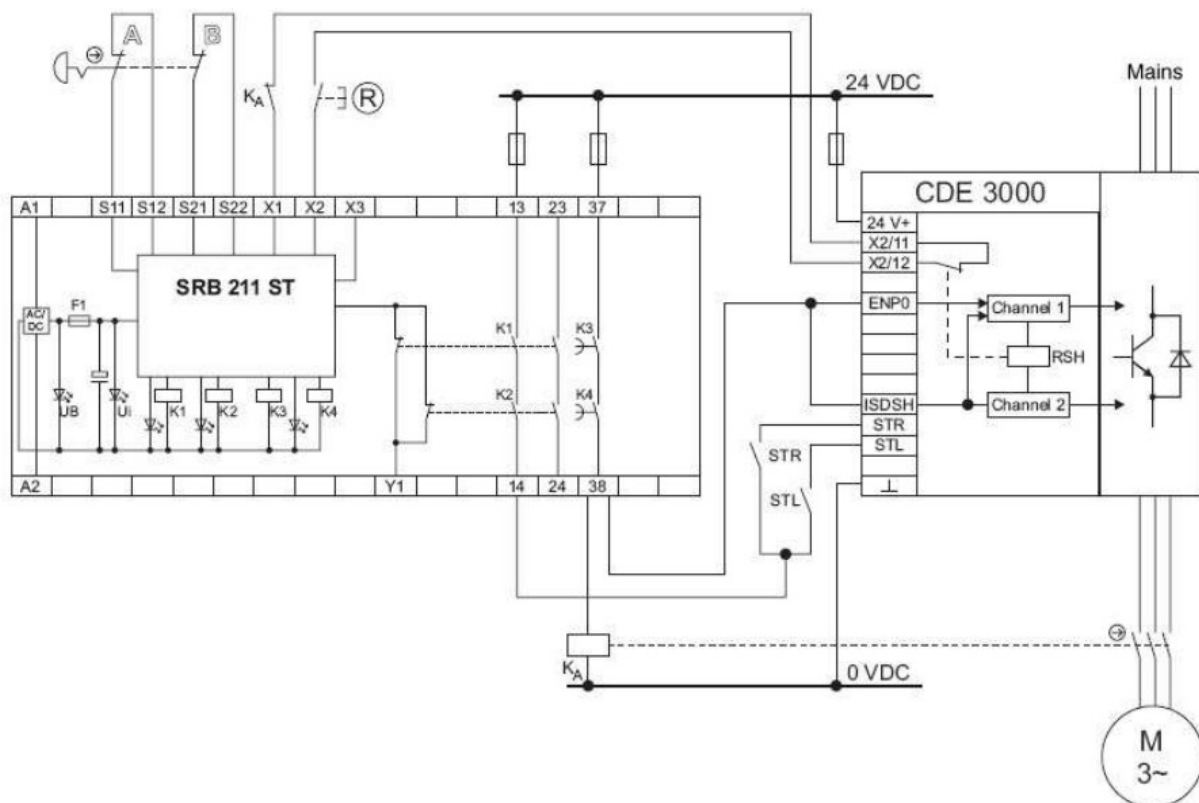 A B
K_A R
24 VDC
Mains
A1 S11 S12 S21 S22 X1 X2 X3 13 23 37
CDE 3000
24 V+
X2/11
X2/12
SRB 211 ST
AC/
DC
F1
ENP0
Channel 1
K1 K3
RSH
K2 K4
UB Ui K1 K2 K3 K4
ISDSH
Channel 2
STR
STL
STR
A2 Y1 14 24 38
⊥
STL
K_A
0 VDC
M
3~